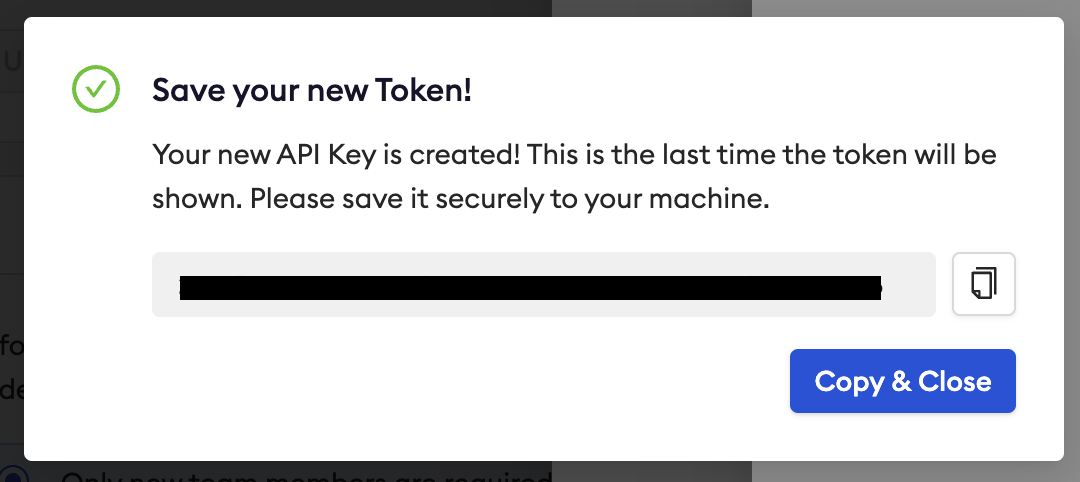 Save your new Token!
Your new API Key is created! This is the last time the token will be
shown. Please save it securely to your machine.
Copy & Close
fo
de
Only new team members are required